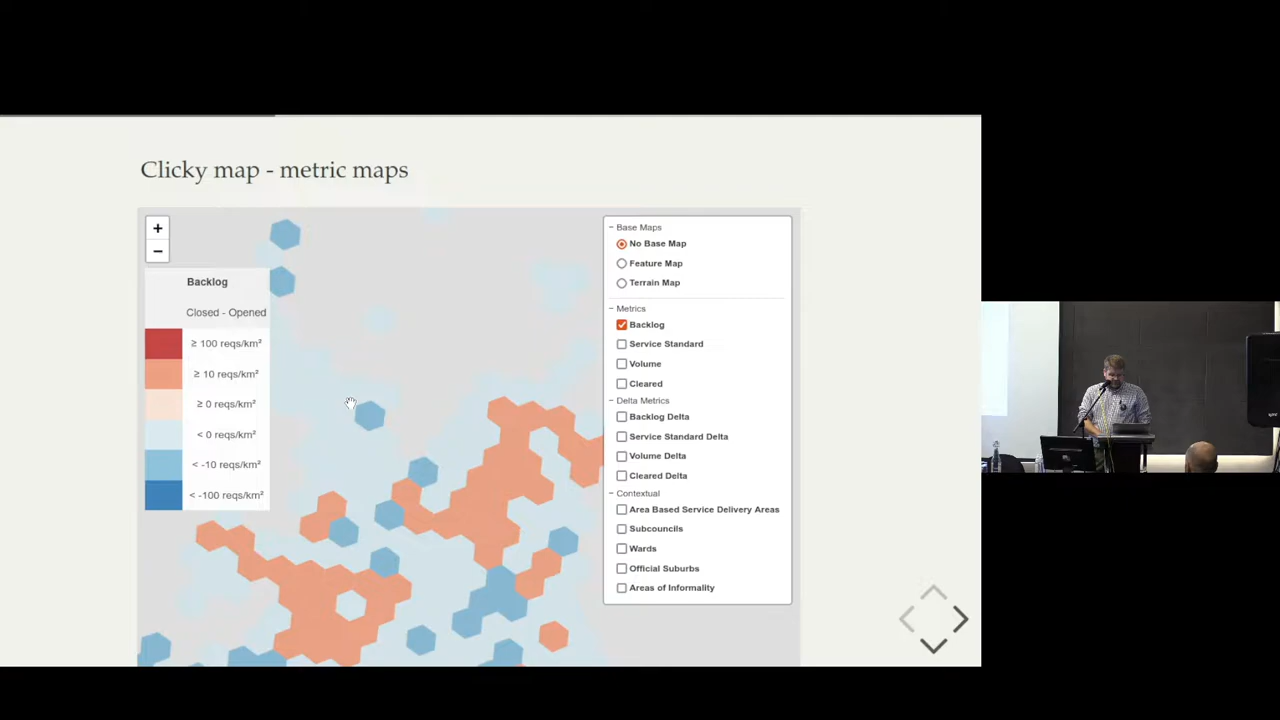 Clicky map - metric maps
+
−
Backlog
Closed - Opened
≥ 100 reqs/km²
≥ 10 reqs/km²
≥ 0 reqs/km²
< 0 reqs/km²
< -10 reqs/km²
< -100 reqs/km²
− Base Maps
No Base Map
Feature Map
Terrain Map
− Metrics
Backlog
Service Standard
Volume
Cleared
− Delta Metrics
Backlog Delta
Service Standard Delta
Volume Delta
Cleared Delta
− Contextual
Area Based Service Delivery Areas
Subcouncils
Wards
Official Suburbs
Areas of Informality